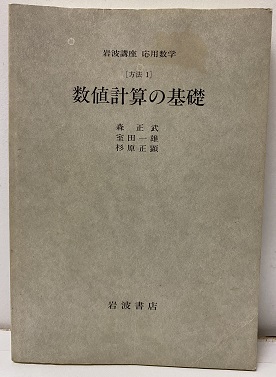 岩波講座 応用数学
[方法 1]
数値計算の基礎
森 正武
室田一雄
杉原正顯
岩波書店